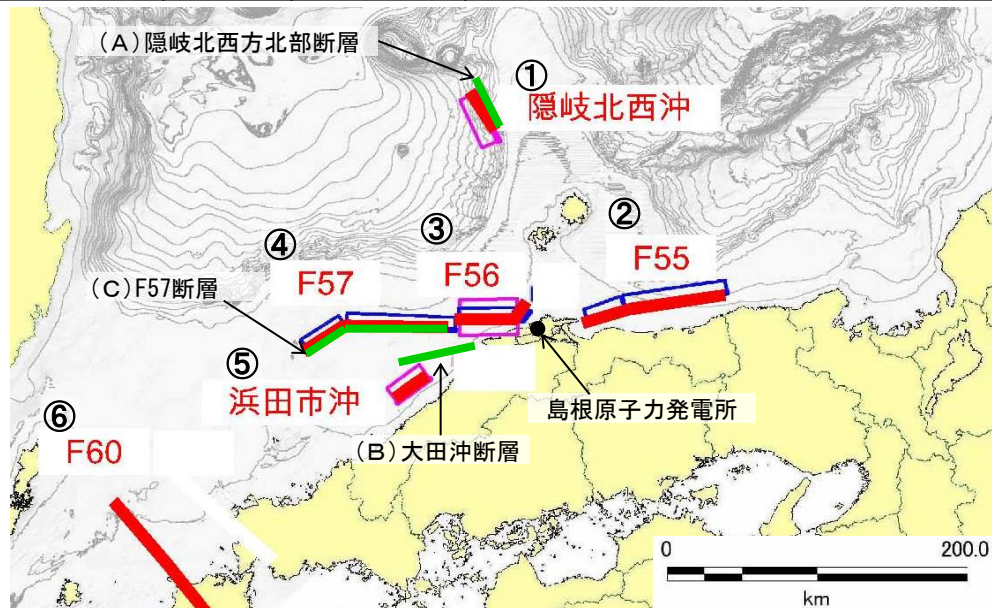 (A)隠岐北西方北部断層
①
隠岐北西沖
②
F55
③
F56
④
F57
(C)F57断層
⑤
浜田市沖
島根原子力発電所
(B)大田沖断層
⑥
F60
0 200.0
km